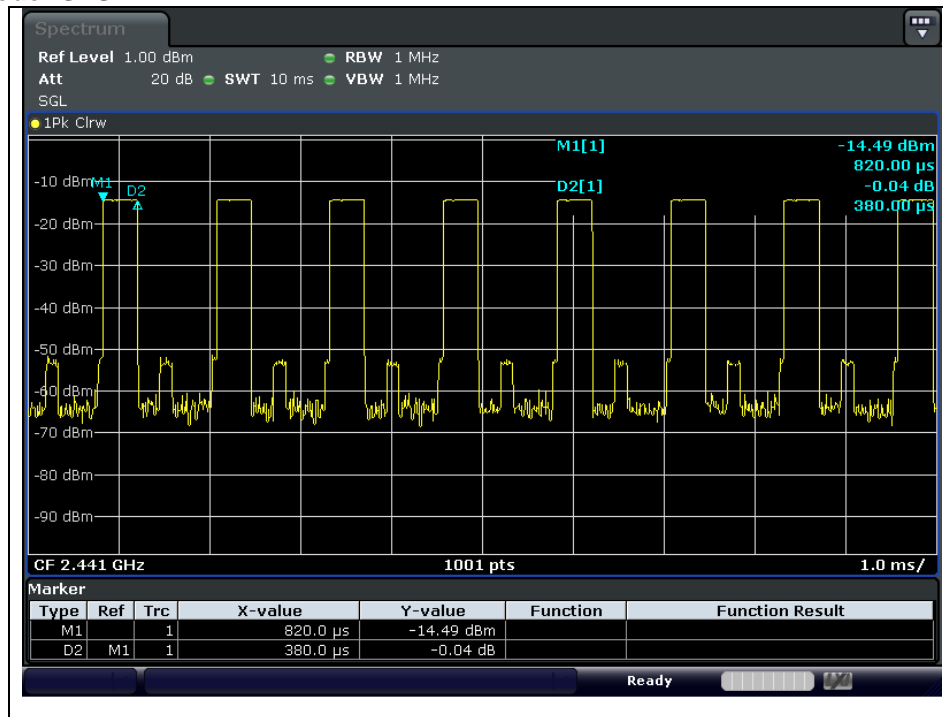 Spectrum
Ref Level 1.00 dBm RBW 1 MHz
Att 20 dB SWT 10 ms VBW 1 MHz
SGL
1Pk Clrw
M1[1] -14.49 dBm
820.00 µs
D2[1] -0.04 dB
380.00 µs
M1
D2
-10 dBm
-20 dBm
-30 dBm
-40 dBm
-50 dBm
-60 dBm
-70 dBm
-80 dBm
-90 dBm
CF 2.441 GHz 1001 pts 1.0 ms/
Marker
Type Ref Trc X-value Y-value Function Function Result
M1 1 820.0 µs -14.49 dBm
D2 M1 1 380.0 µs -0.04 dB
Ready